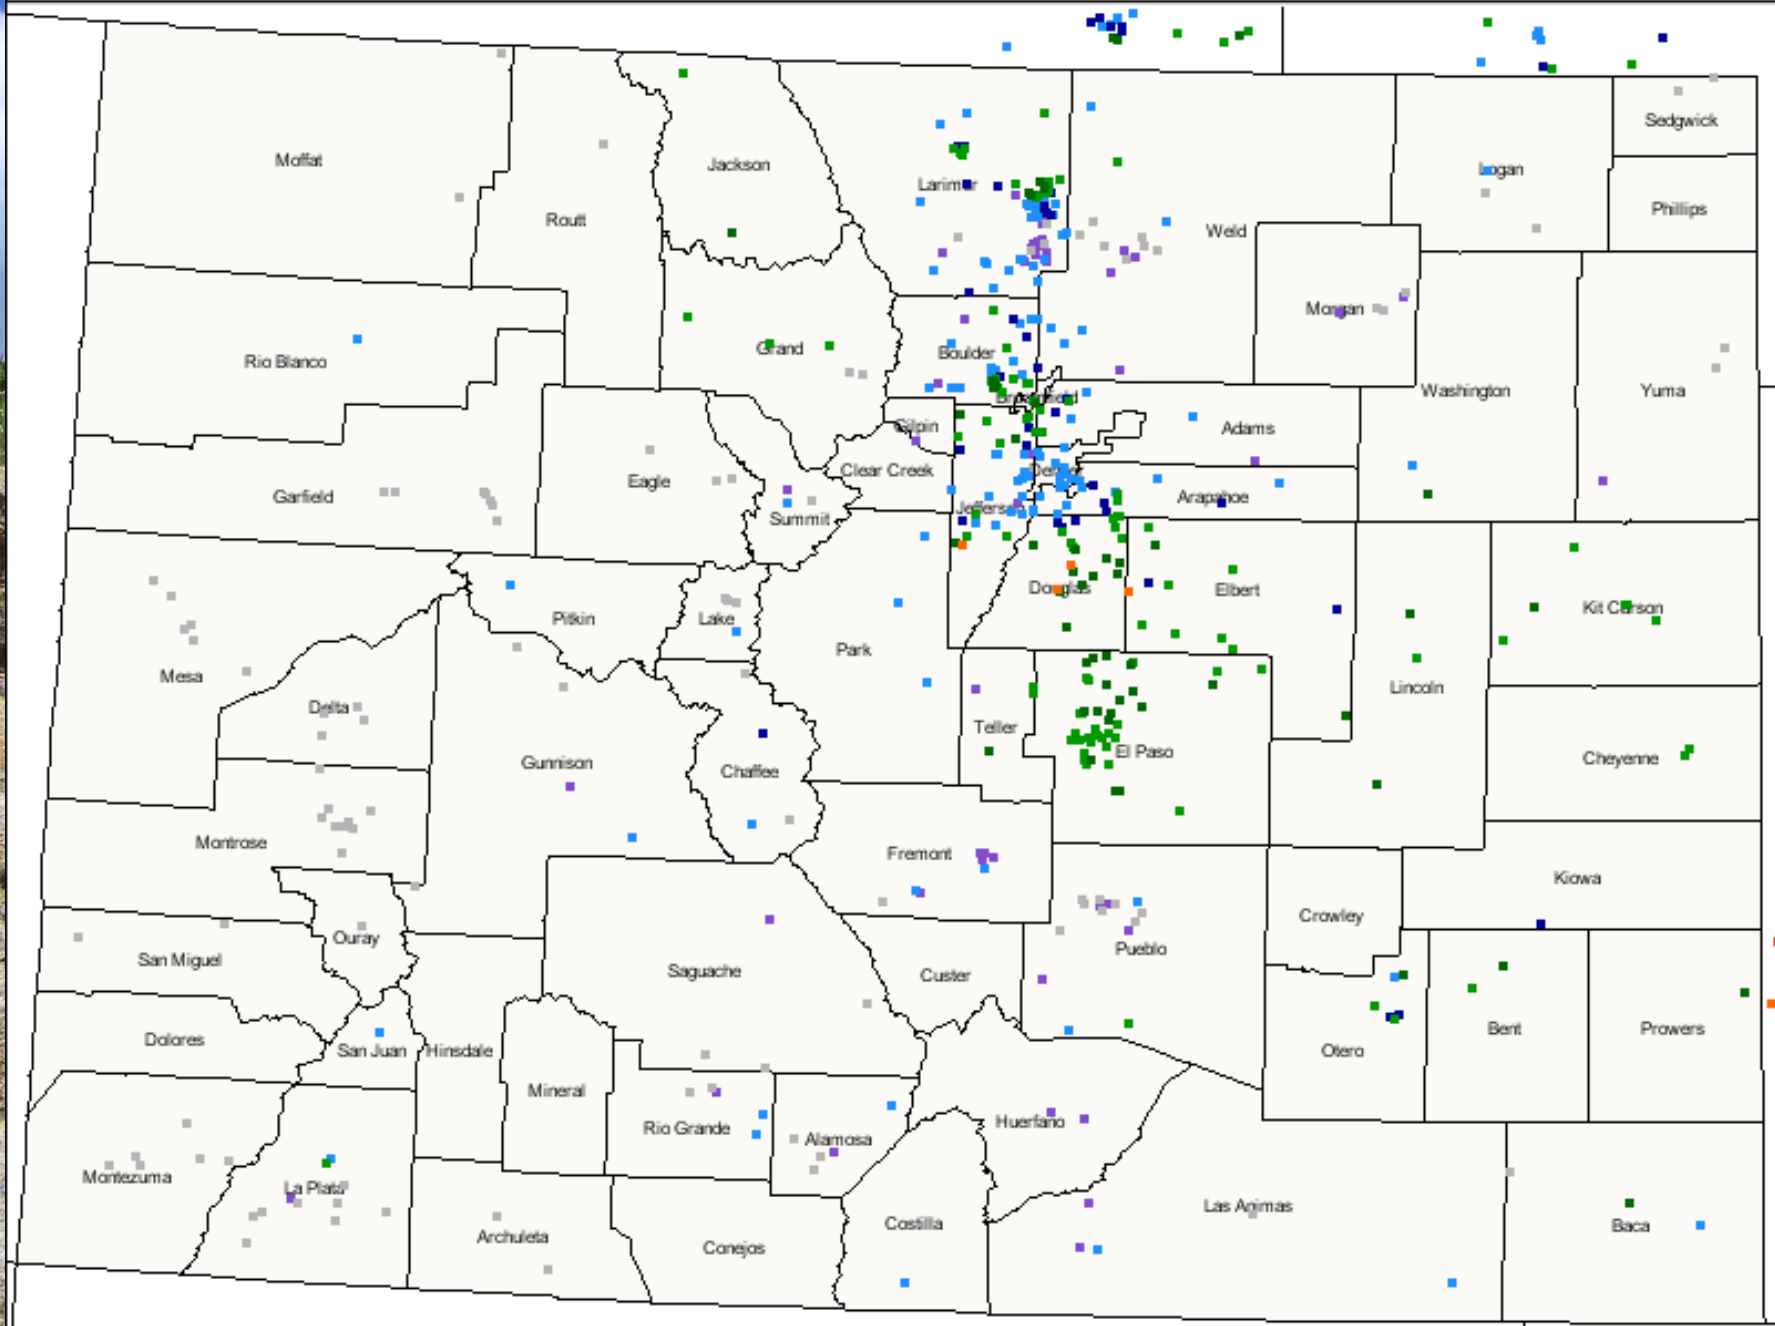 Sedgwick
Moffat
Jackson
Logan
Larimer
Phillips
Routt
Weld
Morgan
Grand
Boulder
Rio Blanco
Washington
Yuma
Broomfield
Gilpin
Adams
Clear Creek
Denver
Eagle
Garfield
Arapahoe
Jefferson
Summit
Douglas
Elbert
Kit Carson
Pitkin
Lake
Park
Mesa
Lincoln
Delta
Teller
El Paso
Cheyenne
Gunnison
Chaffee
Montrose
Fremont
Kiowa
Crowley
Ouray
Pueblo
San Miguel
Saguache
Custer
Bent
Prowers
Dolores
San Juan
Hinsdale
Otero
Mineral
Huerfano
Rio Grande
Alamosa
Montezuma
La Plata
Las Animas
Costilla
Baca
Archuleta
Conejos